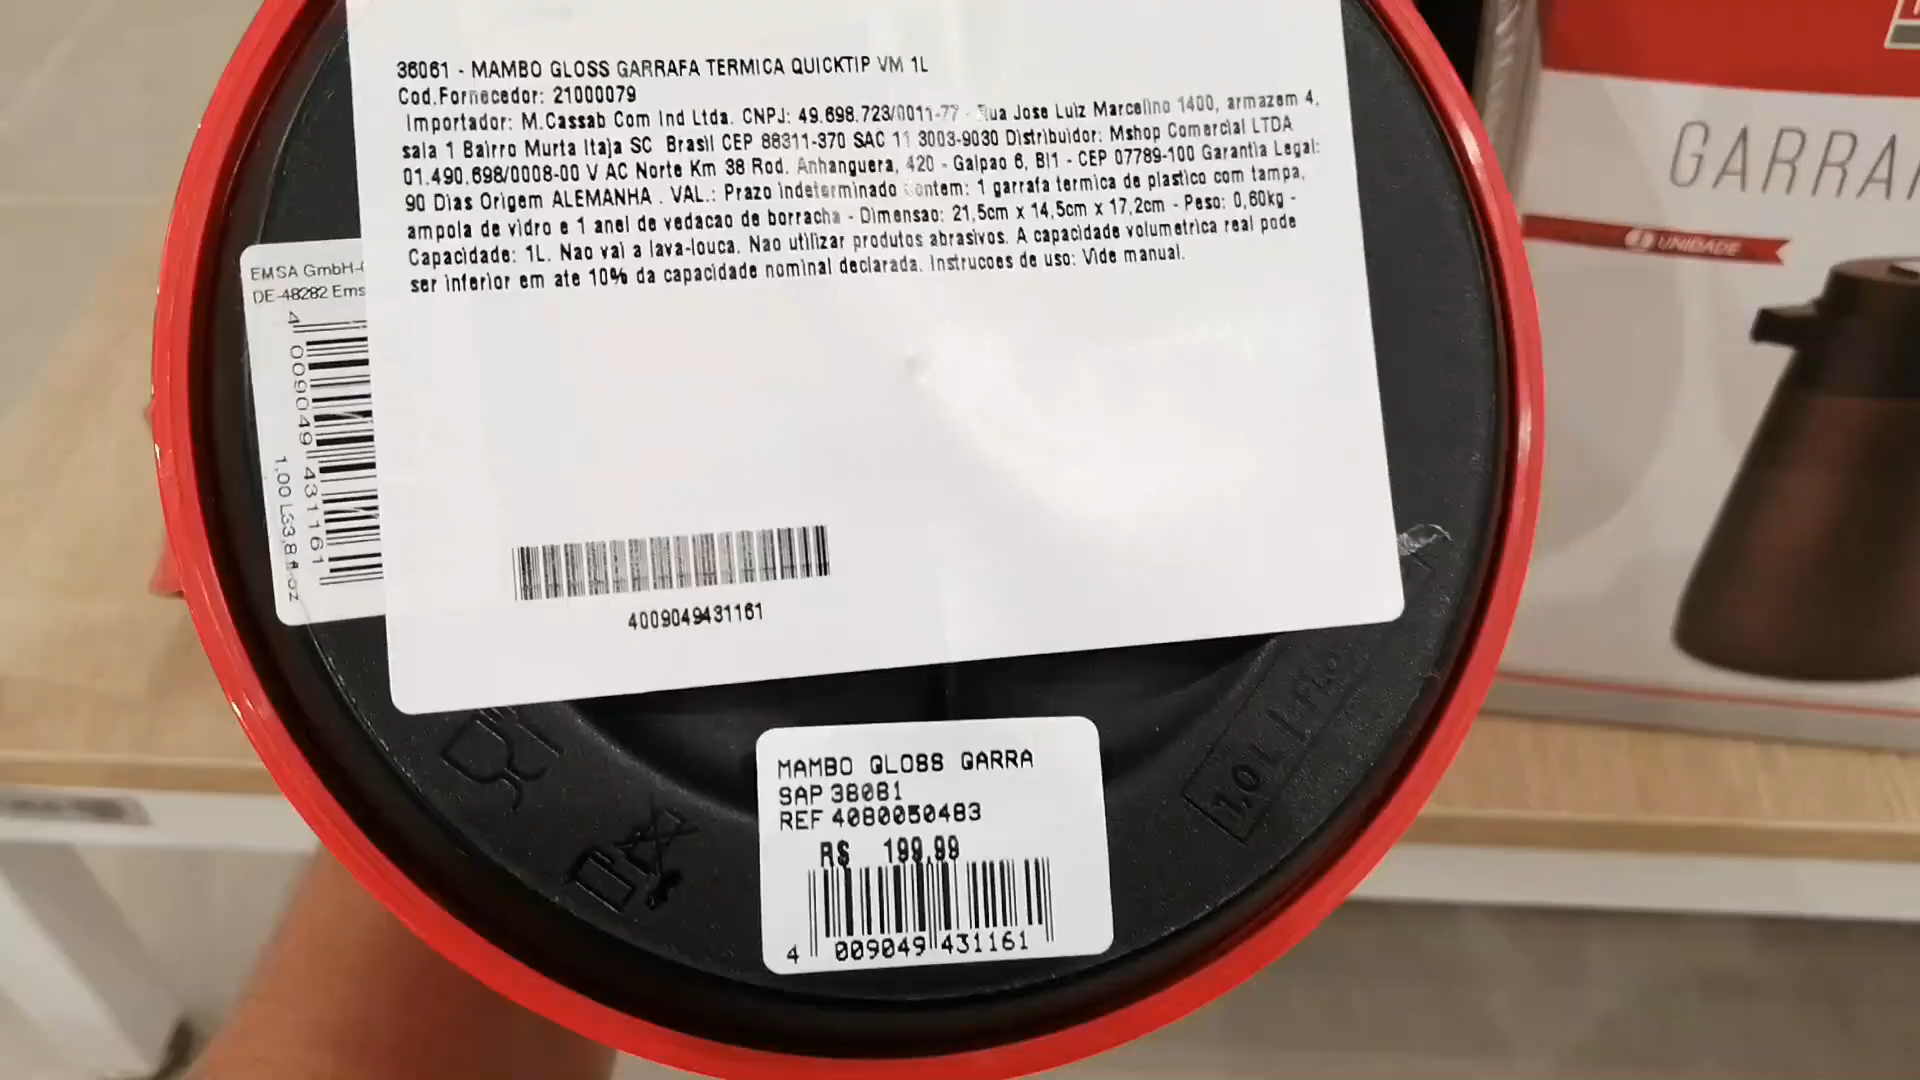 36061 - MAMBO GLOSS GARRAFA TERMICA QUICKTIP VM 1L
Cod.Fornecedor: 21000079
Importador: M.Cassab Com Ind Ltda. CNPJ: 49.698.723/0011-77 - Rua Jose Luiz Marcelino 1400, armazem 4,
sala 1 Bairro Murta Itaja SC Brasil CEP 88311-370 SAC 11 3003-9030 Distribuidor: Mshop Comercial LTDA
01.490.698/0008-00 V AC Norte Km 38 Rod. Anhanguera, 420 - Galpao 6, Bl1 - CEP 07789-100 Garantia Legal:
90 Dias Origem ALEMANHA . VAL.: Prazo indeterminado Contem: 1 garrafa termica de plastico com tampa,
ampola de vidro e 1 anel de vedacao de borracha - Dimensao: 21,5cm x 14,5cm x 17,2cm - Peso: 0,60kg -
Capacidade: 1L. Nao vai a lava-louca. Nao utilizar produtos abrasivos. A capacidade volumetrica real pode
ser inferior em ate 10% da capacidade nominal declarada. Instrucoes de uso: Vide manual.
4009049431161
EMSA GmbH
DE-48282 Ems
4 009049 431161
1,00 L33,8 fl.oz
MAMBO GLOSS GARRA
SAP 36061
REF 4080050483
R$ 199,99
4 009049 431161
1.0L
GARRA
UNIDADE